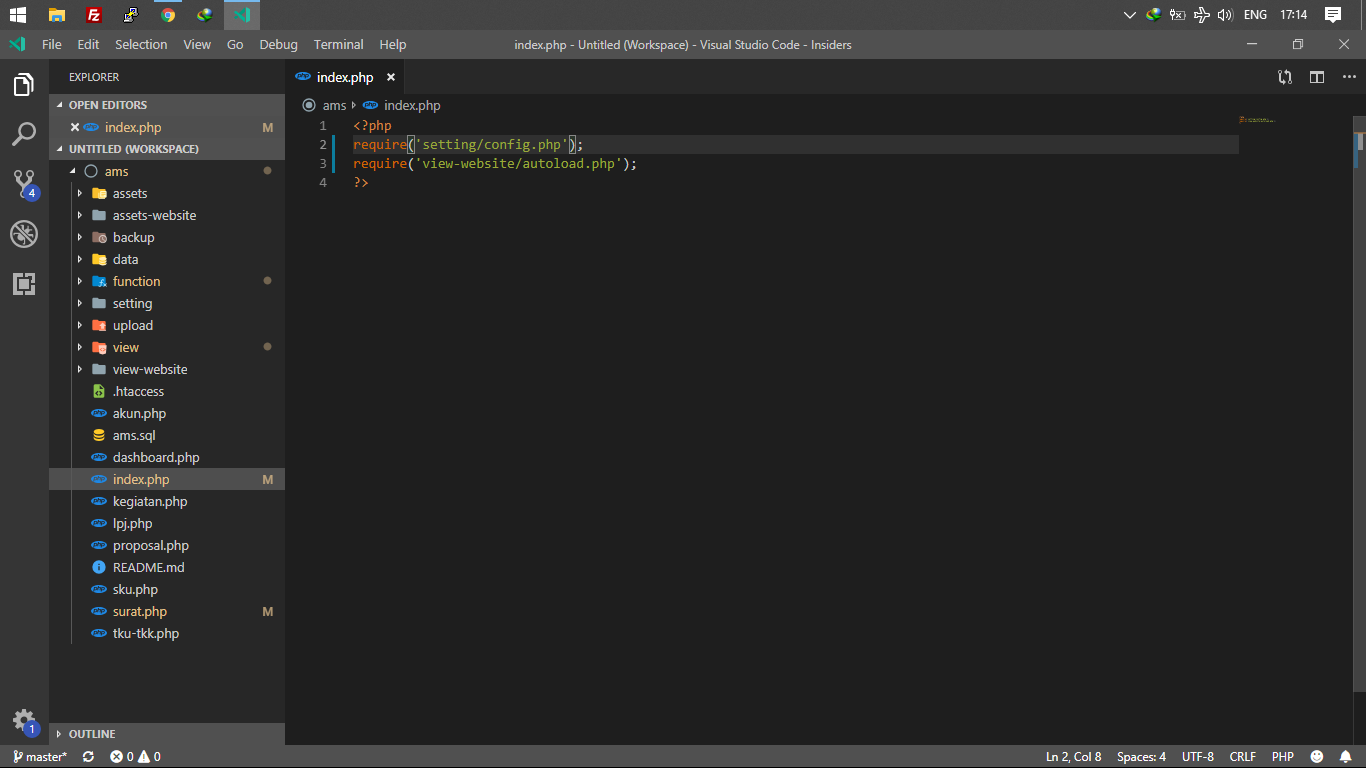 ENG 17:14
File Edit Selection View Go Debug Terminal Help index.php - Untitled (Workspace) - Visual Studio Code - Insiders
EXPLORER
index.php
OPEN EDITORS
index.php M
UNTITLED (WORKSPACE)
ams
assets
assets-website
backup
data
function
setting
upload
view
view-website
.htaccess
akun.php
ams.sql
dashboard.php
index.php M
kegiatan.php
lpj.php
proposal.php
README.md
sku.php
surat.php M
tku-tkk.php
OUTLINE
4
1
ams index.php
1 <?php
2 require('setting/config.php');
3 require('view-website/autoload.php');
4 ?>
master* 0 0 Ln 2, Col 8 Spaces: 4 UTF-8 CRLF PHP